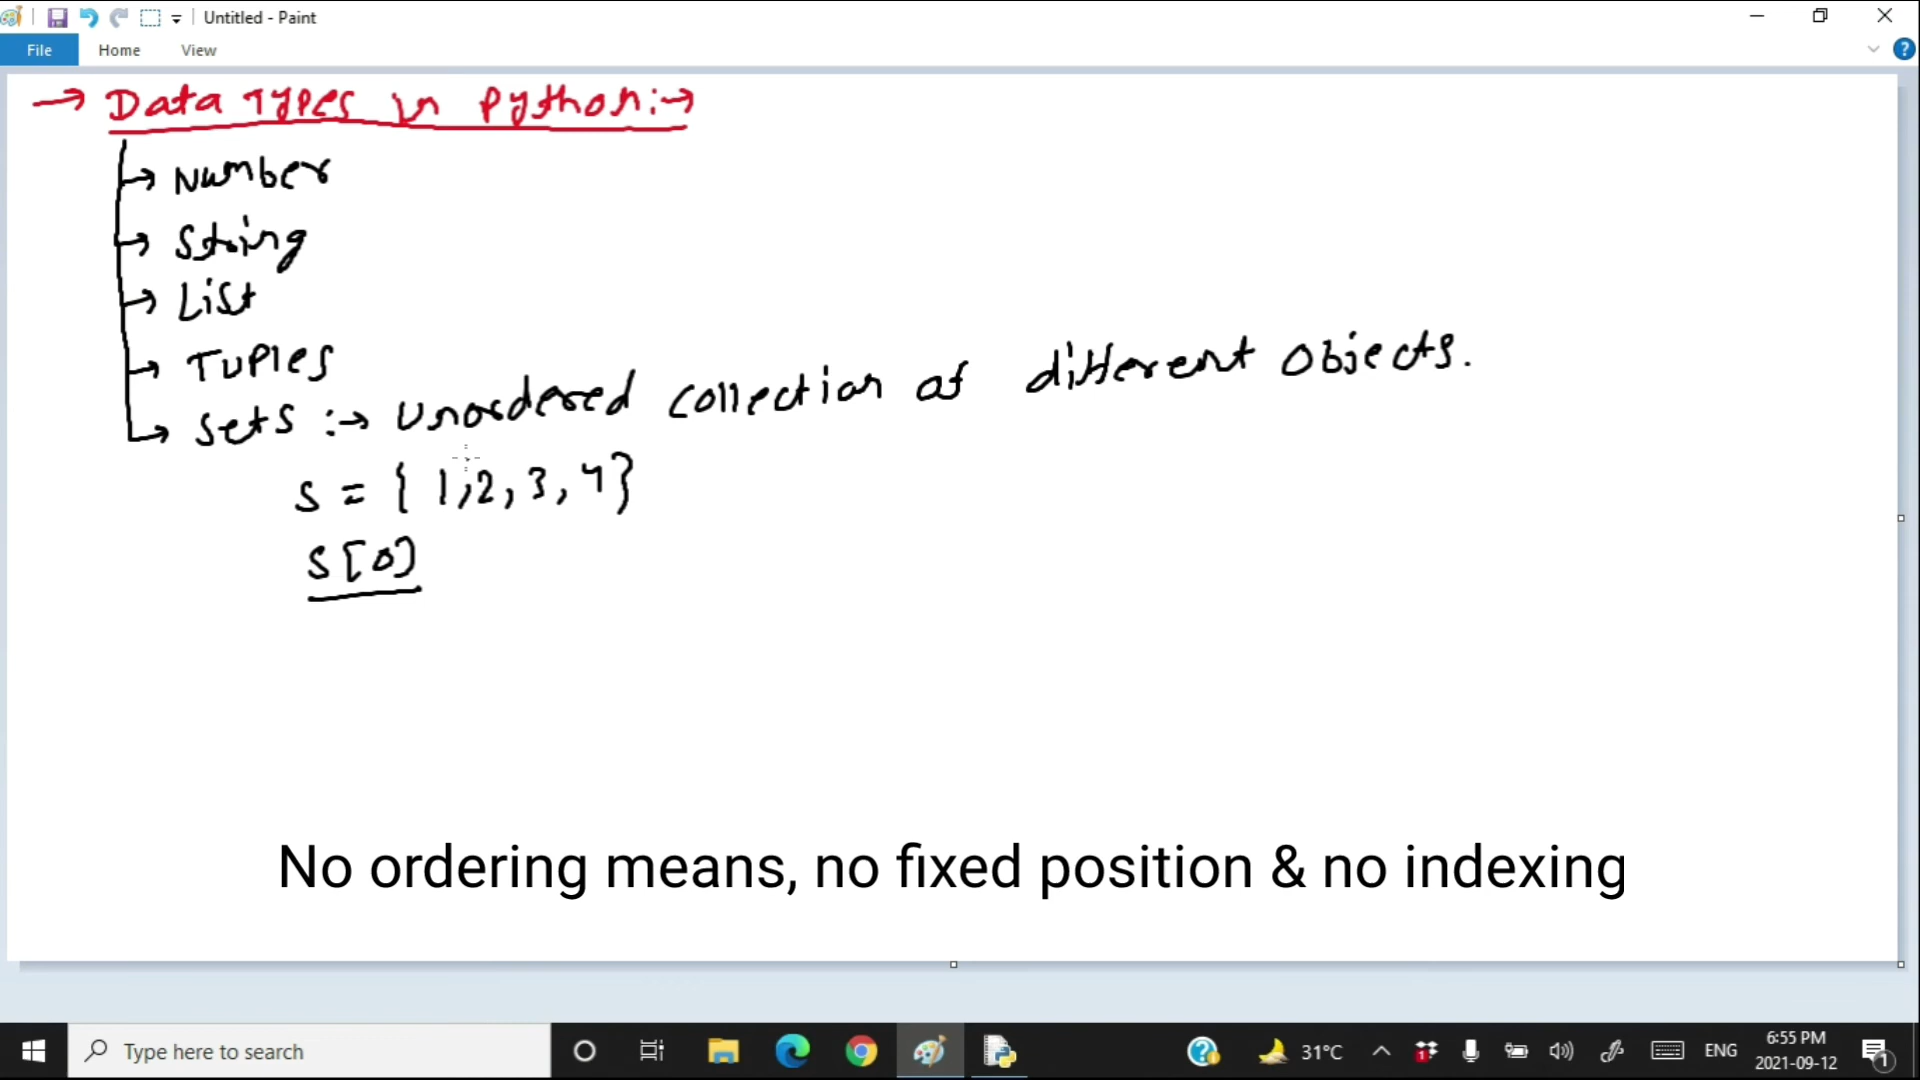 Untitled - Paint
File Home View
→ Data Types in Python:→
→ Number
→ String
→ List
→ Tuples
→ Sets :→ Unordered collection of different objects.
s = { 1,2,3,4}
s[0]
No ordering means, no fixed position & no indexing
Type here to search
31°C
ENG
6:55 PM
2021-09-12
1